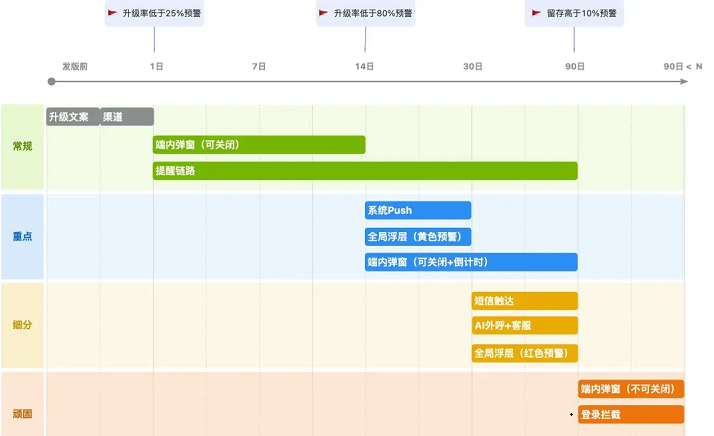 升级率低于25%预警
升级率低于80%预警
留存高于10%预警
发版前
1日
7日
14日
30日
90日
90日 < N
常规
升级文案
渠道
端内弹窗（可关闭）
提醒链路
重点
系统Push
全局浮层（黄色预警）
端内弹窗（可关闭+倒计时）
细分
短信触达
AI外呼+客服
全局浮层（红色预警）
顽固
端内弹窗（不可关闭）
登录拦截